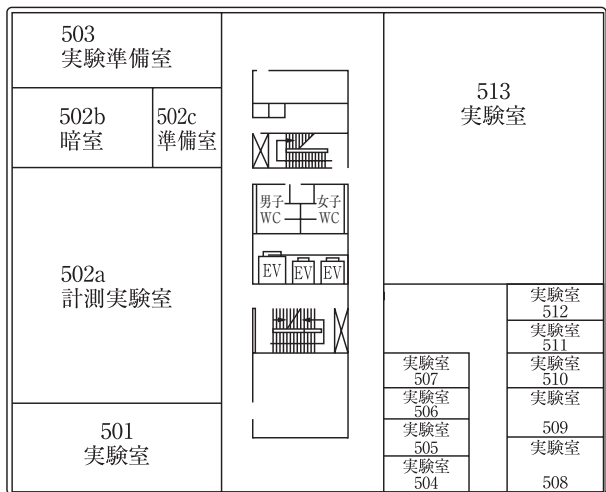 503
実験準備室
502b
暗室
502c
準備室
502a
計測実験室
501
実験室
男子
WC
女子
WC
EV
EV
EV
513
実験室
実験室
512
実験室
511
実験室
510
実験室
509
実験室
508
実験室
507
実験室
506
実験室
505
実験室
504